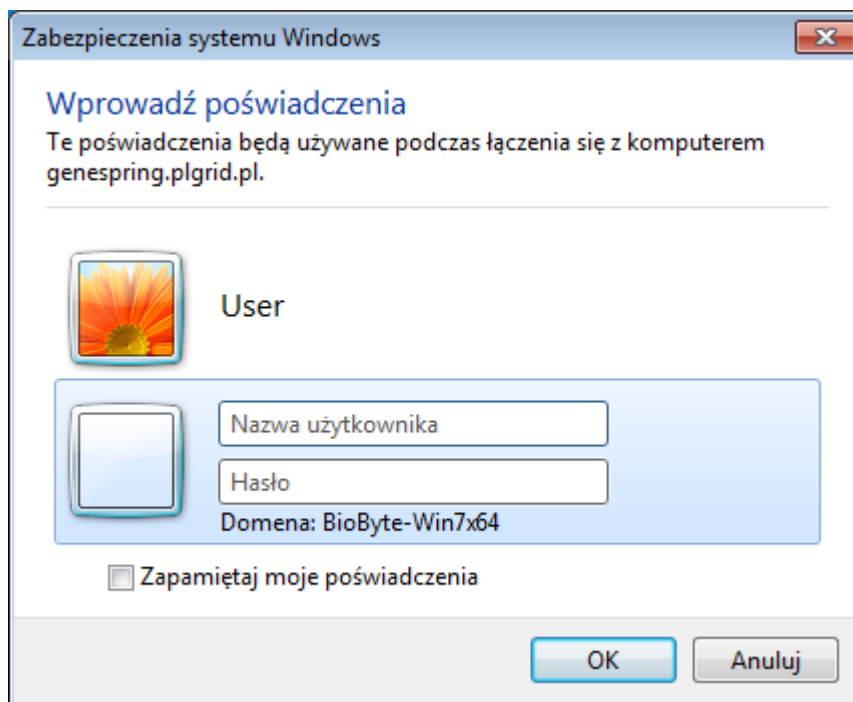 Zabezpieczenia systemu Windows
Wprowadź poświadczenia
Te poświadczenia będą używane podczas łączenia się z komputerem
genespring.plgrid.pl.
User
Nazwa użytkownika
Hasło
Domena: BioByte-Win7x64
Zapamiętaj moje poświadczenia
OK
Anuluj